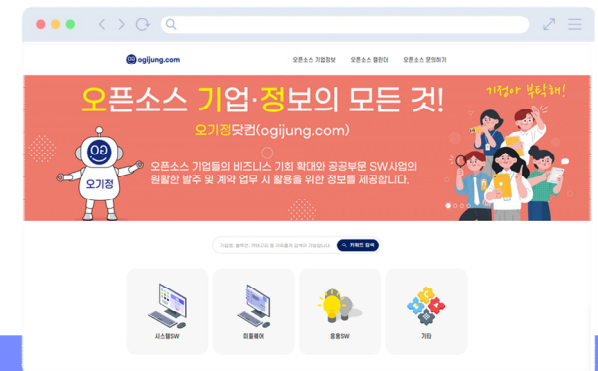 ogijung.com
오픈소스 기업정보 오픈소스 캘린더 오픈소스 문의하기
오픈소스 기업·정보의 모든 것!
기정아 부탁해!
오기정닷컴(ogijung.com)
오픈소스 기업들의 비즈니스 기회 확대와 공공부문 SW사업의
원활한 발주 및 계약 업무 시 활용을 위한 정보를 제공합니다.
오기정
키워드 검색
시스템SW 미들웨어 응용SW 기타